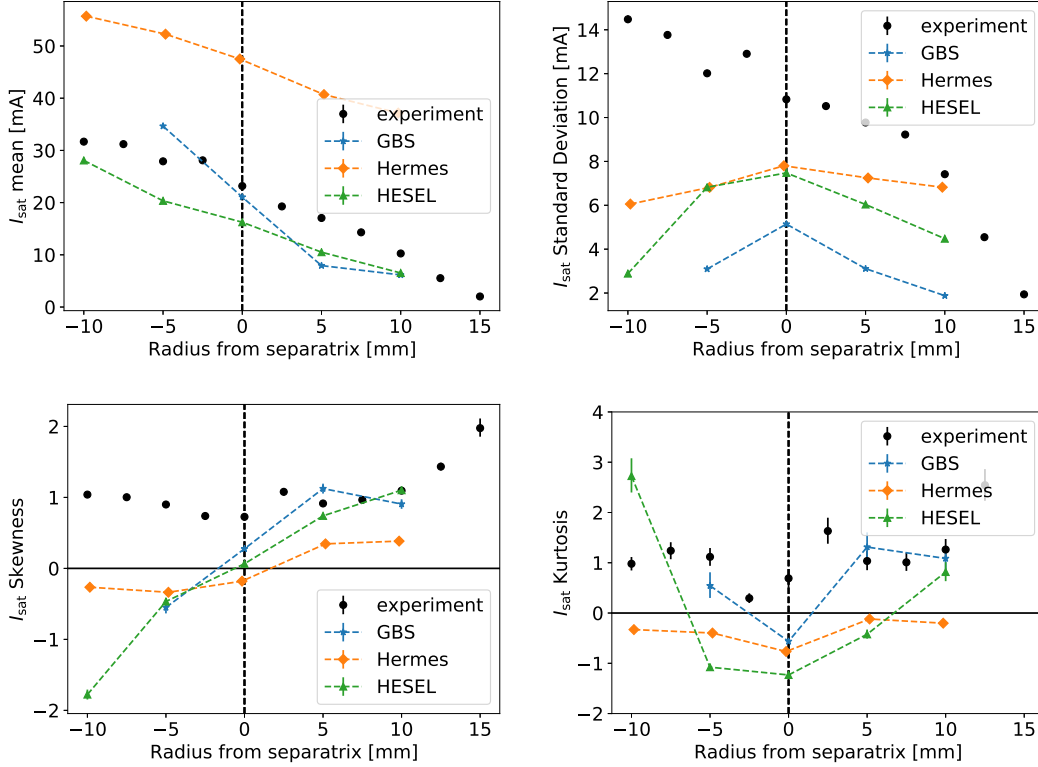 I_sat mean [mA]
50
40
30
20
10
0
−10 −5 0 5 10 15
Radius from separatrix [mm]
experiment
GBS
Hermes
HESEL
I_sat Standard Deviation [mA]
14
12
10
8
6
4
2
−10 −5 0 5 10 15
Radius from separatrix [mm]
experiment
GBS
Hermes
HESEL
I_sat Skewness
2
1
0
−1
−2
−10 −5 0 5 10 15
Radius from separatrix [mm]
experiment
GBS
Hermes
HESEL
I_sat Kurtosis
4
3
2
1
0
−1
−2
−10 −5 0 5 10 15
Radius from separatrix [mm]
experiment
GBS
Hermes
HESEL